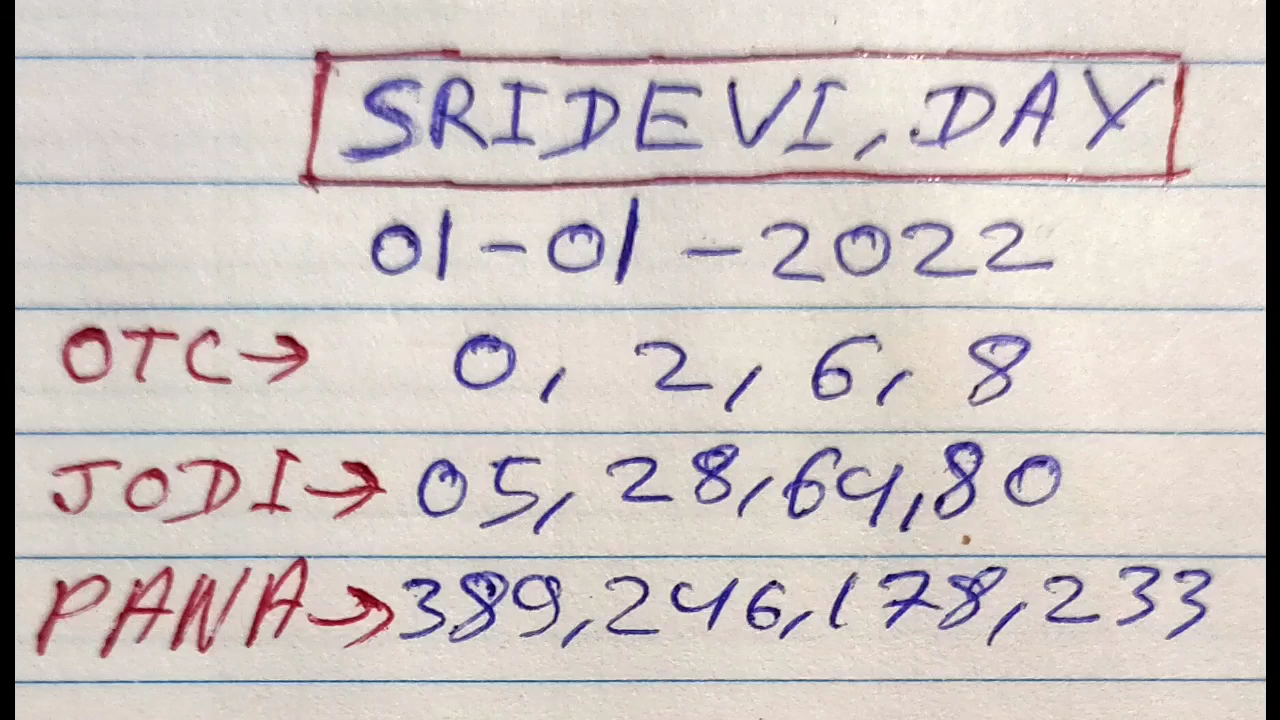 SRIDEVI, DAY
01-01-2022
OTC→ 0, 2, 6, 8
JODI→ 05, 28, 64, 80
PANA→ 389, 246, 178, 233